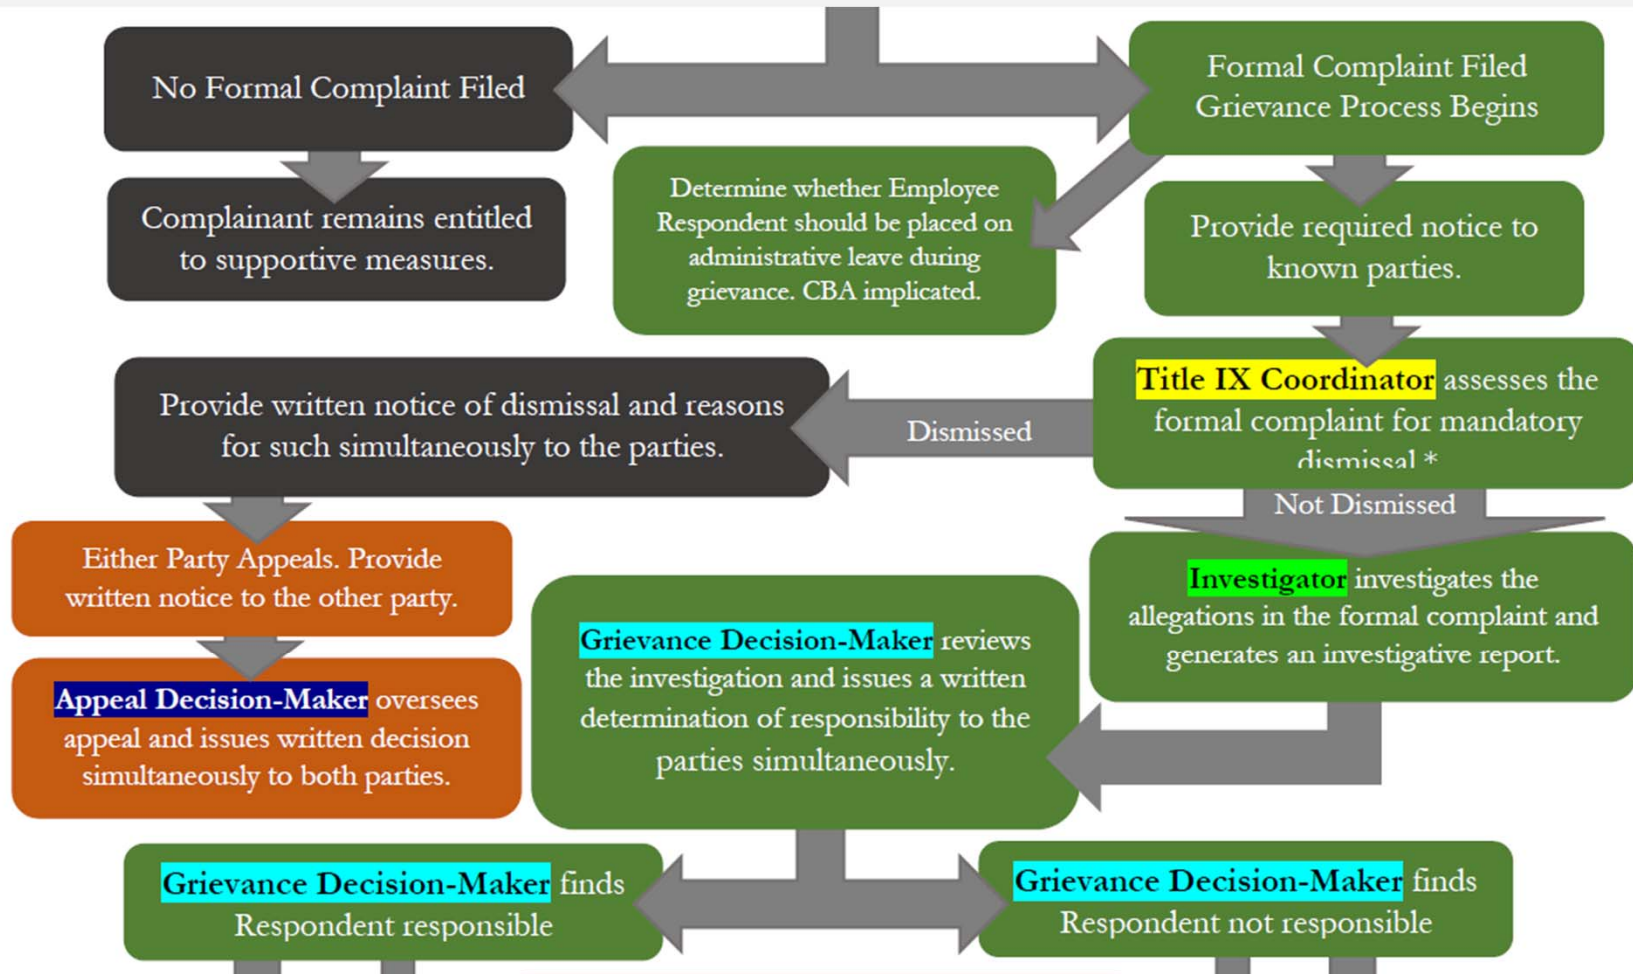 No Formal Complaint Filed
Formal Complaint Filed
Grievance Process Begins
Complainant remains entitled
to supportive measures.
Determine whether Employee
Respondent should be placed on
administrative leave during
grievance. CBA implicated.
Provide required notice to
known parties.
Title IX Coordinator assesses the
formal complaint for mandatory
dismissal *
Dismissed
Provide written notice of dismissal and reasons
for such simultaneously to the parties.
Not Dismissed
Either Party Appeals. Provide
written notice to the other party.
Investigator investigates the
allegations in the formal complaint and
generates an investigative report.
Appeal Decision-Maker oversees
appeal and issues written decision
simultaneously to both parties.
Grievance Decision-Maker reviews
the investigation and issues a written
determination of responsibility to the
parties simultaneously.
Grievance Decision-Maker finds
Respondent responsible
Grievance Decision-Maker finds
Respondent not responsible